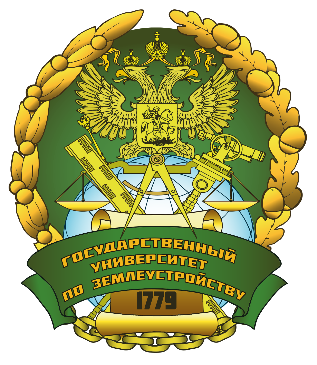 ГОСУДАРСТВЕННЫЙ
УНИВЕРСИТЕТ
ПО ЗЕМЛЕУСТРОЙСТВУ
1779